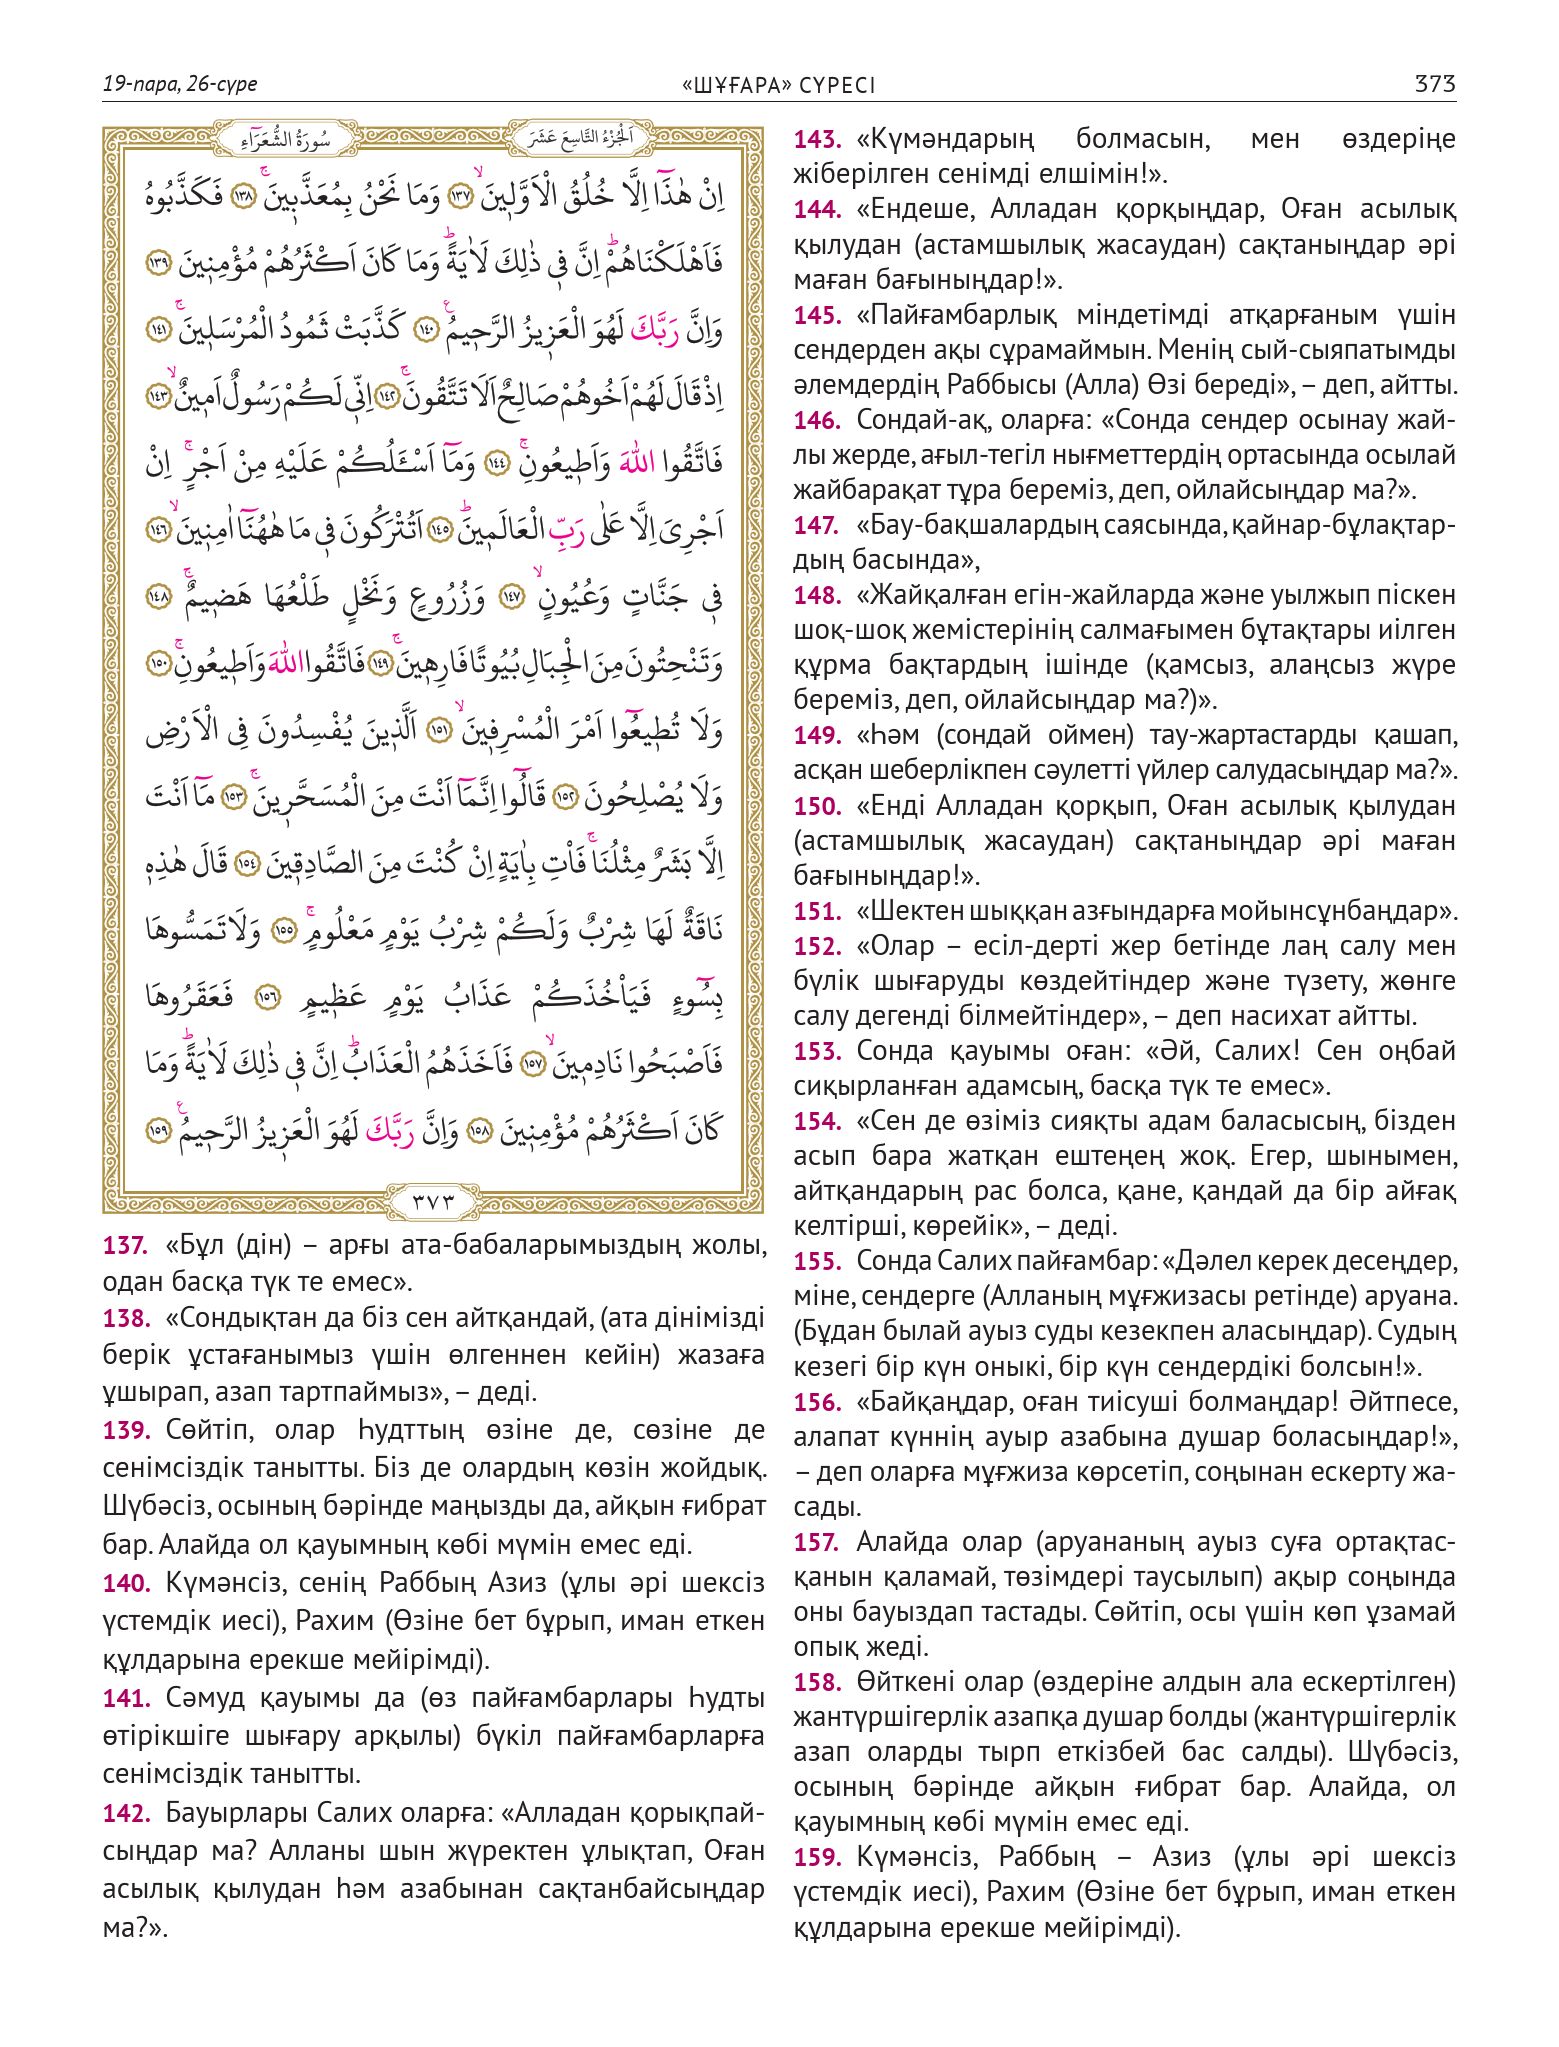 19-пара, 26-сүре
«ШҰҒАРА» СҮРЕСІ
373
اَلْجُزْءُ التَّاسِعَ عَشَرَ
سُورَةُ الشُّعَرَٓاءِ
اِنْ هٰذَٓا اِلَّا خُلُقُ الْاَوَّل۪ينَۙ ﴿١٣٧﴾ وَمَا نَحْنُ بِمُعَذَّب۪ينَۚ ﴿١٣٨﴾ فَكَذَّبُوهُ
فَاَهْلَكْنَاهُمْۜ اِنَّ ف۪ي ذٰلِكَ لَاٰيَةًۜ وَمَا كَانَ اَكْثَرُهُمْ مُؤْمِن۪ينَ ﴿١٣٩﴾
وَاِنَّ رَبَّكَ لَهُوَ الْعَز۪يزُ الرَّح۪يمُ۟ ﴿١٤٠﴾ كَذَّبَتْ ثَمُودُ الْمُرْسَل۪ينَۚ ﴿١٤١﴾
اِذْ قَالَ لَهُمْ اَخُوهُمْ صَالِحٌ اَلَا تَتَّقُونَۚ ﴿١٤٢﴾ اِنّ۪ي لَكُمْ رَسُولٌ اَم۪ينٌۙ ﴿١٤٣﴾
فَاتَّقُوا اللّٰهَ وَاَط۪يعُونِۚ ﴿١٤٤﴾ وَمَٓا اَسْـَٔلُكُمْ عَلَيْهِ مِنْ اَجْرٍۚ اِنْ
اَجْرِيَ اِلَّا عَلٰى رَبِّ الْعَالَم۪ينَۜ ﴿١٤٥﴾ اَتُتْرَكُونَ ف۪ي مَا هٰهُنَٓا اٰمِن۪ينَۙ ﴿١٤٦﴾
ف۪ي جَنَّاتٍ وَعُيُونٍۙ ﴿١٤٧﴾ وَزُرُوعٍ وَنَخْلٍ طَلْعُهَا هَض۪يمٌۚ ﴿١٤٨﴾
وَتَنْحِتُونَ مِنَ الْجِبَالِ بُيُوتًا فَارِه۪ينَۚ ﴿١٤٩﴾ فَاتَّقُوا اللّٰهَ وَاَط۪يعُونِۚ ﴿١٥٠﴾
وَلَا تُط۪يعُٓوا اَمْرَ الْمُسْرِف۪ينَۙ ﴿١٥١﴾ اَلَّذ۪ينَ يُفْسِدُونَ فِي الْاَرْضِ
وَلَا يُصْلِحُونَ ﴿١٥٢﴾ قَالُٓوا اِنَّمَٓا اَنْتَ مِنَ الْمُسَحَّر۪ينَۚ ﴿١٥٣﴾ مَٓا اَنْتَ
اِلَّا بَشَرٌ مِثْلُنَاۚ فَأْتِ بِاٰيَةٍ اِنْ كُنْتَ مِنَ الصَّادِق۪ينَ ﴿١٥٤﴾ قَالَ هٰذِه۪
نَاقَةٌ لَهَا شِرْبٌ وَلَكُمْ شِرْبُ يَوْمٍ مَعْلُومٍۚ ﴿١٥٥﴾ وَلَا تَمَسُّوهَا
بِسُٓوءٍ فَيَأْخُذَكُمْ عَذَابُ يَوْمٍ عَظ۪يمٍ ﴿١٥٦﴾ فَعَقَرُوهَا
فَاَصْبَحُوا نَادِم۪ينَۙ ﴿١٥٧﴾ فَاَخَذَهُمُ الْعَذَابُۜ اِنَّ ف۪ي ذٰلِكَ لَاٰيَةًۜ وَمَا
كَانَ اَكْثَرُهُمْ مُؤْمِن۪ينَ ﴿١٥٨﴾ وَاِنَّ رَبَّكَ لَهُوَ الْعَز۪يزُ الرَّح۪يمُ۟ ﴿١٥٩﴾
٣٧٣
137. «Бұл (дін) – арғы ата-бабаларымыздың жолы,
одан басқа түк те емес».
138. «Сондықтан да біз сен айтқандай, (ата дінімізді
берік ұстағанымыз үшін өлгеннен кейін) жазаға
ұшырап, азап тартпаймыз», – деді.
139. Сөйтіп, олар Һудттың өзіне де, сөзіне де
сенімсіздік танытты. Біз де олардың көзін жойдық.
Шүбәсіз, осының бәрінде маңызды да, айқын ғибрат
бар. Алайда ол қауымның көбі мүмін емес еді.
140. Күмәнсіз, сенің Раббың Азиз (ұлы әрі шексіз
үстемдік иесі), Рахим (Өзіне бет бұрып, иман еткен
құлдарына ерекше мейірімді).
141. Сәмуд қауымы да (өз пайғамбарлары Һудты
өтірікшіге шығару арқылы) бүкіл пайғамбарларға
сенімсіздік танытты.
142. Бауырлары Салих оларға: «Алладан қорықпай-
сыңдар ма? Алланы шын жүректен ұлықтап, Оған
асылық қылудан һәм азабынан сақтанбайсыңдар
ма?».
143. «Күмәндарың болмасын, мен өздеріңе
жіберілген сенімді елшімін!».
144. «Ендеше, Алладан қорқыңдар, Оған асылық
қылудан (астамшылық жасаудан) сақтаныңдар әрі
маған бағыныңдар!».
145. «Пайғамбарлық міндетімді атқарғаным үшін
сендерден ақы сұрамаймын. Менің сый-сыяпатымды
әлемдердің Раббысы (Алла) Өзі береді», – деп, айтты.
146. Сондай-ақ, оларға: «Сонда сендер осынау жай-
лы жерде, ағыл-тегіл нығметтердің ортасында осылай
жайбарақат тұра береміз, деп, ойлайсыңдар ма?».
147. «Бау-бақшалардың саясында, қайнар-бұлақтар-
дың басында»,
148. «Жайқалған егін-жайларда және уылжып піскен
шоқ-шоқ жемістерінің салмағымен бұтақтары иілген
құрма бақтардың ішінде (қамсыз, алаңсыз жүре
береміз, деп, ойлайсыңдар ма?)».
149. «Һәм (сондай оймен) тау-жартастарды қашап,
асқан шеберлікпен сәулетті үйлер салудасыңдар ма?».
150. «Енді Алладан қорқып, Оған асылық қылудан
(астамшылық жасаудан) сақтаныңдар әрі маған
бағыныңдар!».
151. «Шектен шыққан азғындарға мойынсұнбаңдар».
152. «Олар – есіл-дерті жер бетінде лаң салу мен
бүлік шығаруды көздейтіндер және түзету, жөнге
салу дегенді білмейтіндер», – деп насихат айтты.
153. Сонда қауымы оған: «Әй, Салих! Сен оңбай
сиқырланған адамсың, басқа түк те емес».
154. «Сен де өзіміз сияқты адам баласысың, бізден
асып бара жатқан ештеңең жоқ. Егер, шынымен,
айтқандарың рас болса, қане, қандай да бір айғақ
келтірші, көрейік», – деді.
155. Сонда Салих пайғамбар: «Дәлел керек десеңдер,
міне, сендерге (Алланың мұғжизасы ретінде) аруана.
(Бұдан былай ауыз суды кезекпен аласыңдар). Судың
кезегі бір күн оныкі, бір күн сендердікі болсын!».
156. «Байқаңдар, оған тиісуші болмаңдар! Әйтпесе,
алапат күннің ауыр азабына душар боласыңдар!»,
– деп оларға мұғжиза көрсетіп, соңынан ескерту жа-
сады.
157. Алайда олар (аруананың ауыз суға ортақтас-
қанын қаламай, төзімдері таусылып) ақыр соңында
оны бауыздап тастады. Сөйтіп, осы үшін көп ұзамай
опық жеді.
158. Өйткені олар (өздеріне алдын ала ескертілген)
жантүршігерлік азапқа душар болды (жантүршігерлік
азап оларды тырп еткізбей бас салды). Шүбәсіз,
осының бәрінде айқын ғибрат бар. Алайда, ол
қауымның көбі мүмін емес еді.
159. Күмәнсіз, Раббың – Азиз (ұлы әрі шексіз
үстемдік иесі), Рахим (Өзіне бет бұрып, иман еткен
құлдарына ерекше мейірімді).